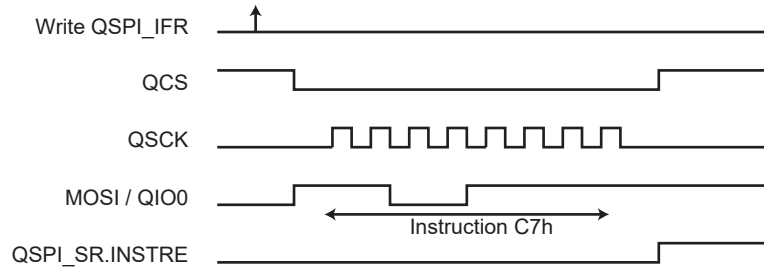 Write QSPI_IFR
QCS
QSCK
MOSI / QIO0
Instruction C7h
QSPI_SR.INSTRE